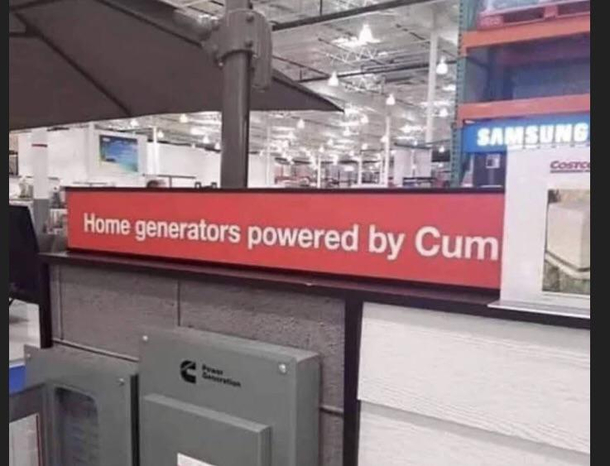 SAMSUNG
COSTCO
Home generators powered by Cum
Power
Generation